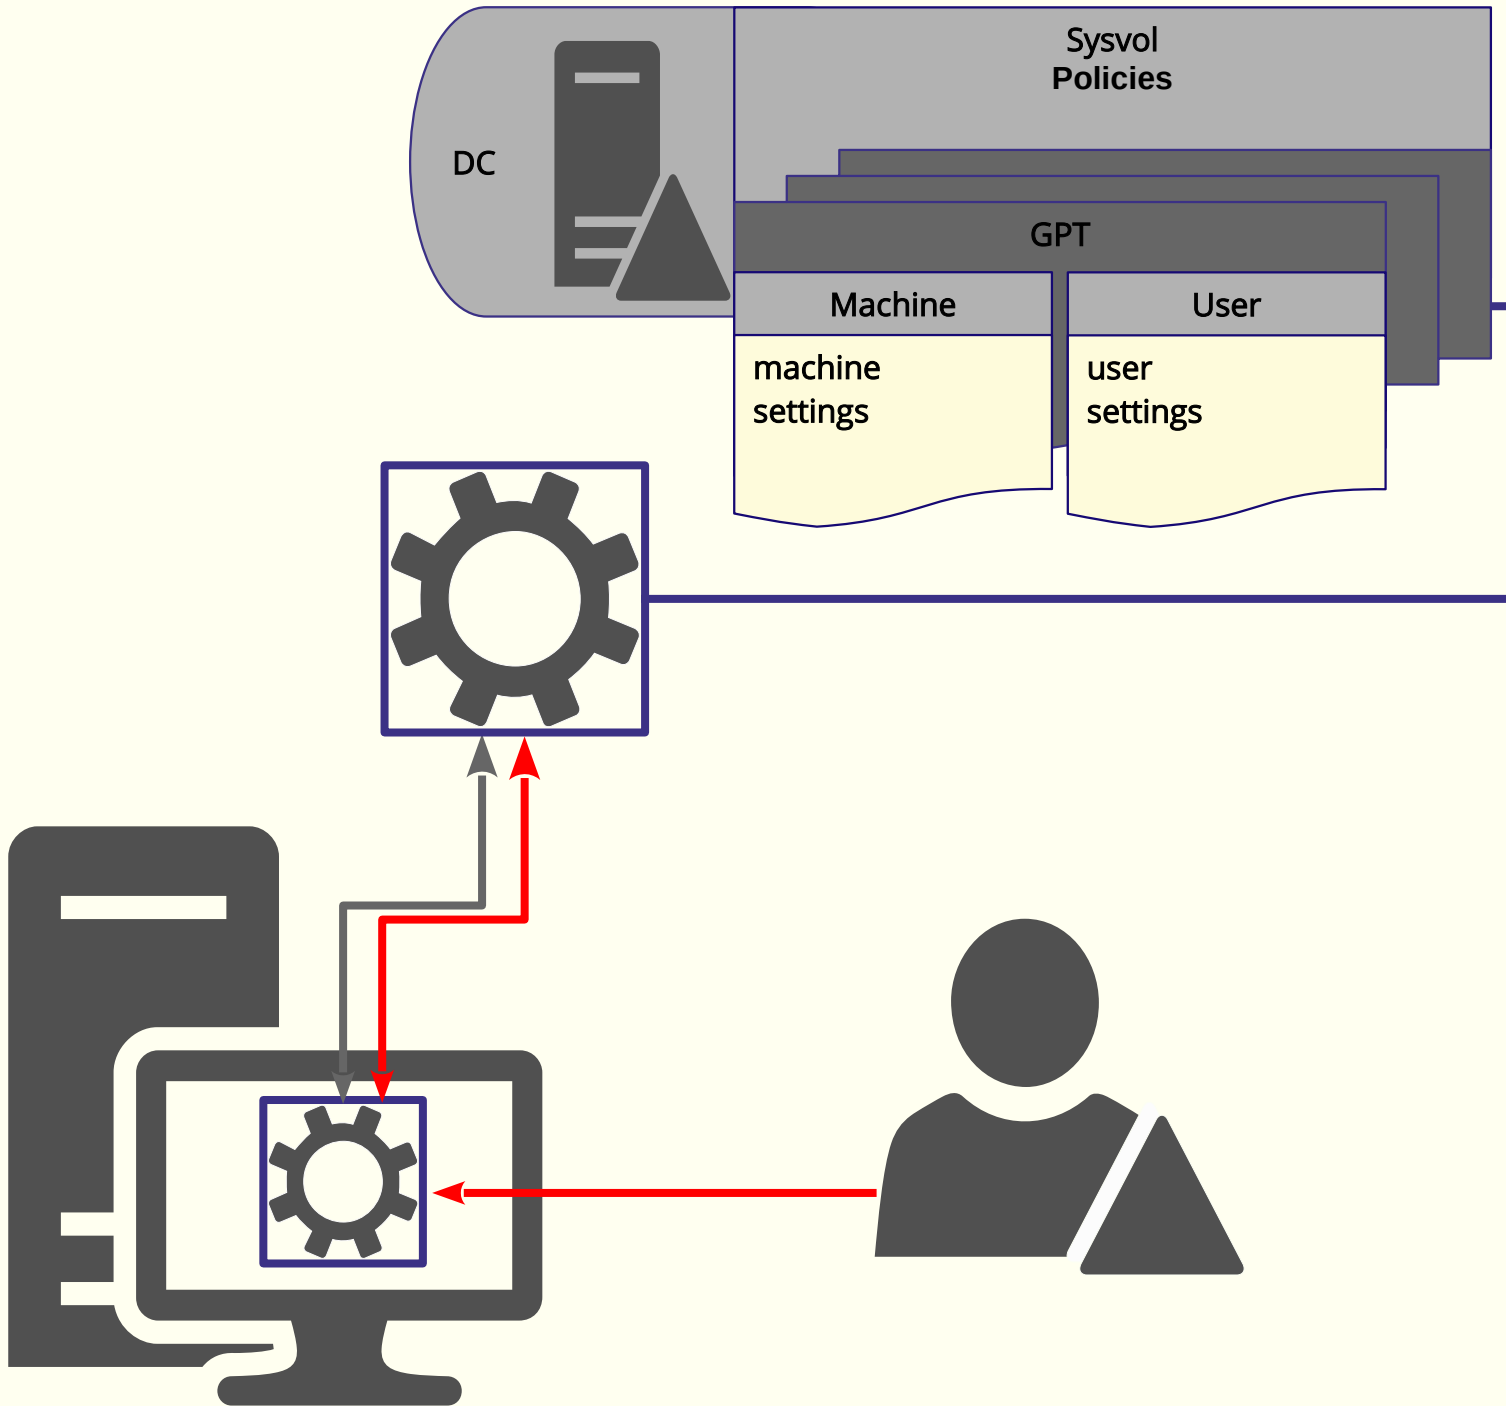 Sysvol
Policies
DC
GPT
Machine
User
machine
settings
user
settings